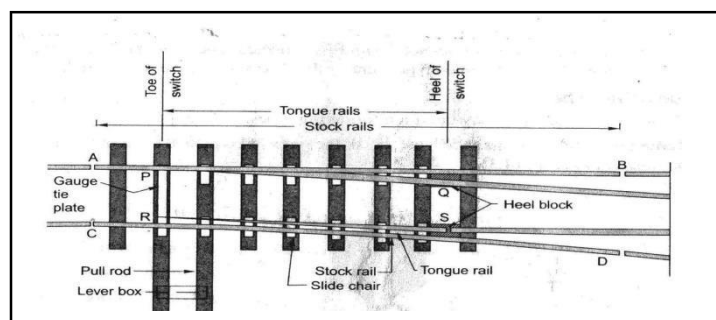 Toe of
switch
Heel of
switch
Tongue rails
Stock rails
A
B
P
Gauge
tie
plate
Q
R
S
Heel block
C
D
Pull rod
Stock rail
Tongue rail
Slide chair
Lever box